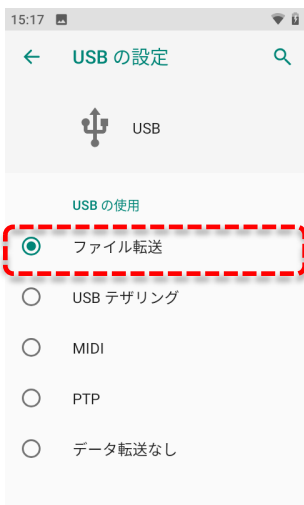 15:17
USB の設定
USB
USB の使用
ファイル転送
USB テザリング
MIDI
PTP
データ転送なし